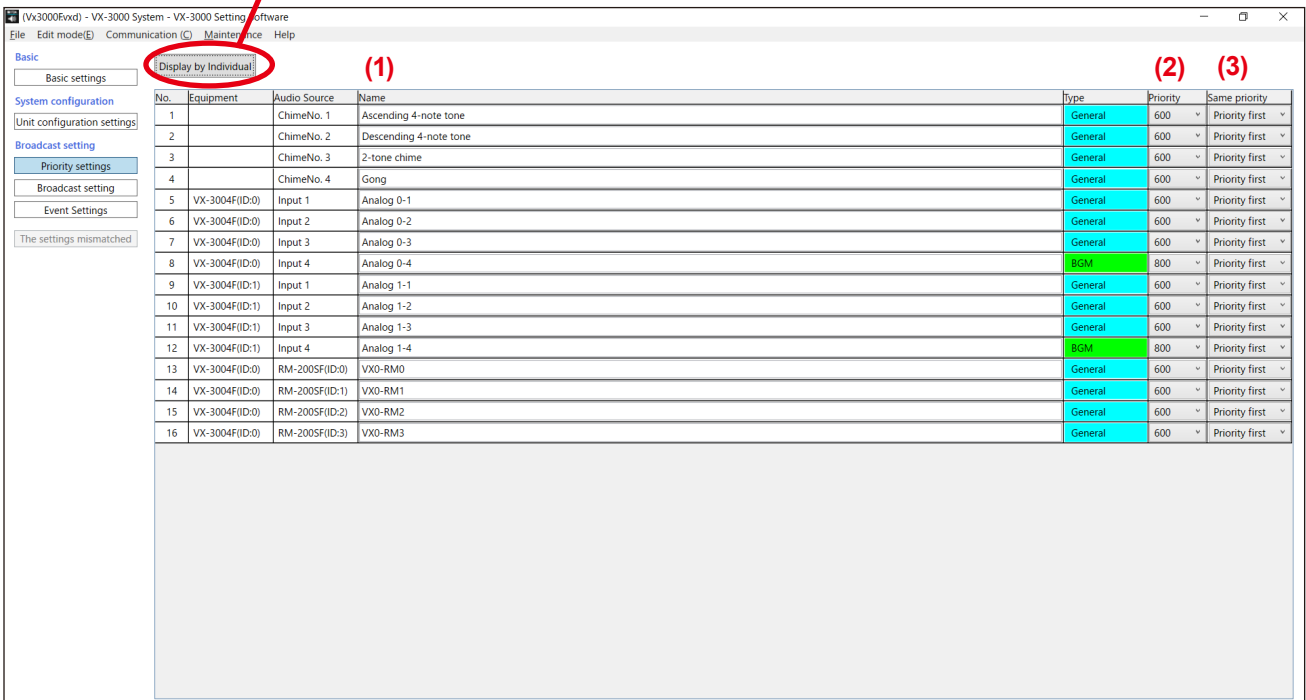 (Vx3000Fvxd) - VX-3000 System - VX-3000 Setting Software
File Edit mode(E) Communication (C) Maintenance Help
Basic
Basic settings
System configuration
Unit configuration settings
Broadcast setting
Priority settings
Broadcast setting
Event Settings
The settings mismatched
Display by Individual
(1) (2) (3)
No. Equipment Audio Source Name Type Priority Same priority
1 ChimeNo. 1 Ascending 4-note tone General 600 Priority first
2 ChimeNo. 2 Descending 4-note tone General 600 Priority first
3 ChimeNo. 3 2-tone chime General 600 Priority first
4 ChimeNo. 4 Gong General 600 Priority first
5 VX-3004F(ID:0) Input 1 Analog 0-1 General 600 Priority first
6 VX-3004F(ID:0) Input 2 Analog 0-2 General 600 Priority first
7 VX-3004F(ID:0) Input 3 Analog 0-3 General 600 Priority first
8 VX-3004F(ID:0) Input 4 Analog 0-4 BGM 800 Priority first
9 VX-3004F(ID:1) Input 1 Analog 1-1 General 600 Priority first
10 VX-3004F(ID:1) Input 2 Analog 1-2 General 600 Priority first
11 VX-3004F(ID:1) Input 3 Analog 1-3 General 600 Priority first
12 VX-3004F(ID:1) Input 4 Analog 1-4 BGM 800 Priority first
13 VX-3004F(ID:0) RM-200SF(ID:0) VX0-RM0 General 600 Priority first
14 VX-3004F(ID:0) RM-200SF(ID:1) VX0-RM1 General 600 Priority first
15 VX-3004F(ID:0) RM-200SF(ID:2) VX0-RM2 General 600 Priority first
16 VX-3004F(ID:0) RM-200SF(ID:3) VX0-RM3 General 600 Priority first